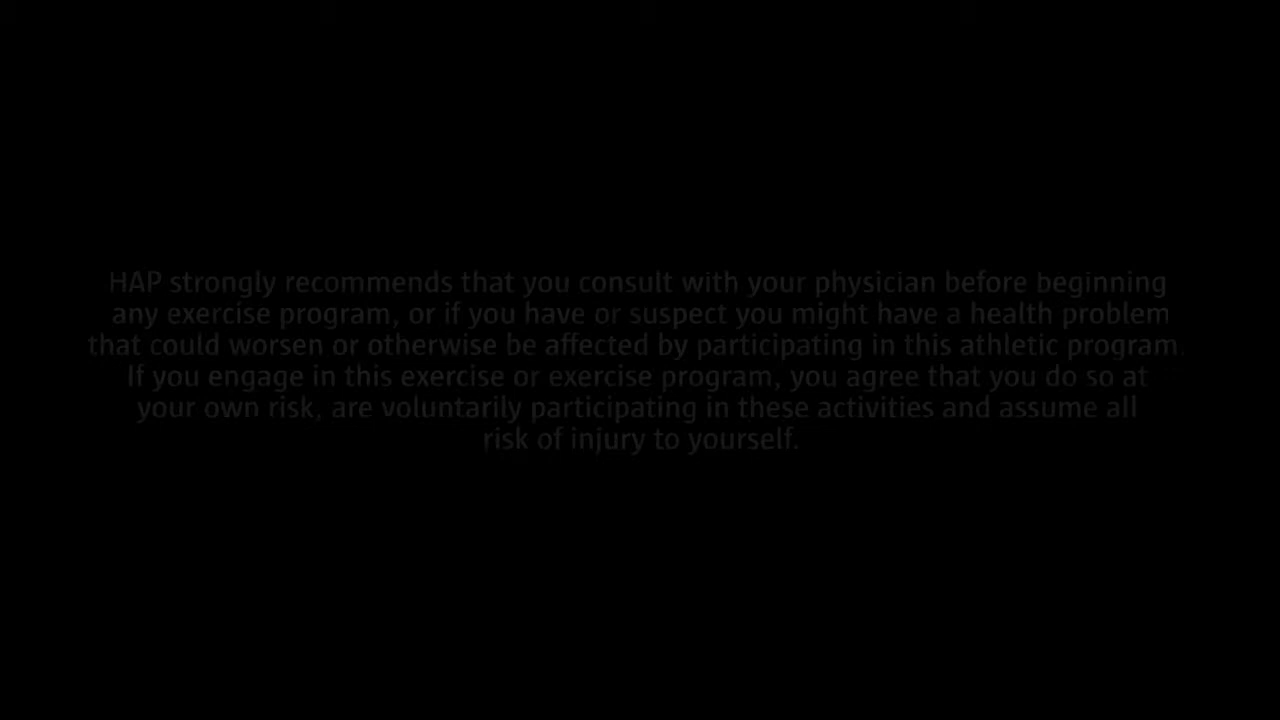 HAP strongly recommends that you consult with your physician before beginning
any exercise program, or if you have or suspect you might have a health problem
that could worsen or otherwise be affected by participating in this athletic program.
If you engage in this exercise or exercise program, you agree that you do so at
your own risk, are voluntarily participating in these activities and assume all
risk of injury to yourself.